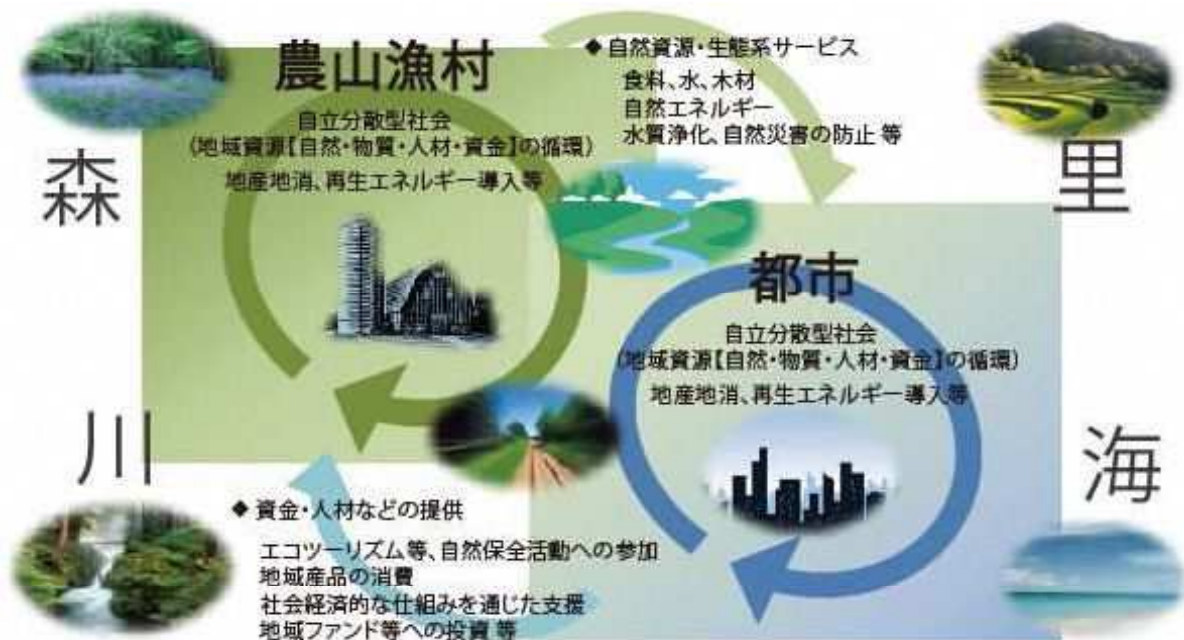 農山漁村
自立分散型社会
(地域資源【自然・物質・人材・資金】の循環)
地産地消、再生エネルギー導入等
◆ 自然資源・生態系サービス
食料、水、木材
自然エネルギー
水質浄化、自然災害の防止 等
森
里
都市
自立分散型社会
(地域資源【自然・物質・人材・資金】の循環)
地産地消、再生エネルギー導入等
川
海
◆ 資金・人材などの提供
エコツーリズム等、自然保全活動への参加
地域産品の消費
社会経済的な仕組みを通じた支援
地域ファンド等への投資 等